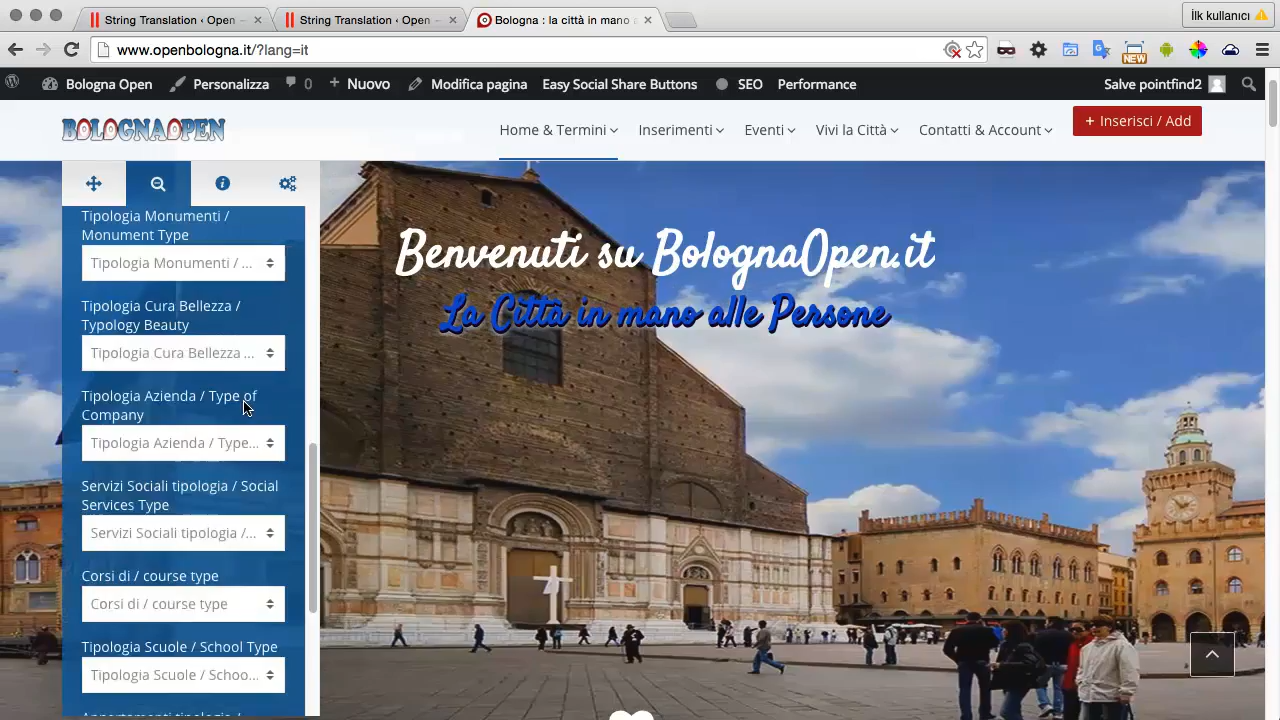 String Translation ‹ Open
String Translation ‹ Open
Bologna : la città in mano
İlk kullanıcı
www.openbologna.it/?lang=it
NEW
Bologna Open
Personalizza
0
+ Nuovo
Modifica pagina
Easy Social Share Buttons
SEO
Performance
Salve pointfind2
BOLOGNAOPEN
Home & Termini
Inserimenti
Eventi
Vivi la Città
Contatti & Account
+ Inserisci / Add
Tipologia Monumenti /
Monument Type
Tipologia Monumenti / ...
Tipologia Cura Bellezza /
Typology Beauty
Tipologia Cura Bellezza ...
Tipologia Azienda / Type of
Company
Tipologia Azienda / Type...
Servizi Sociali tipologia / Social
Services Type
Servizi Sociali tipologia /...
Corsi di / course type
Corsi di / course type
Tipologia Scuole / School Type
Tipologia Scuole / Schoo...
Appartamenti tipologia /
Benvenuti su BolognaOpen.it
La Città in mano alle Persone